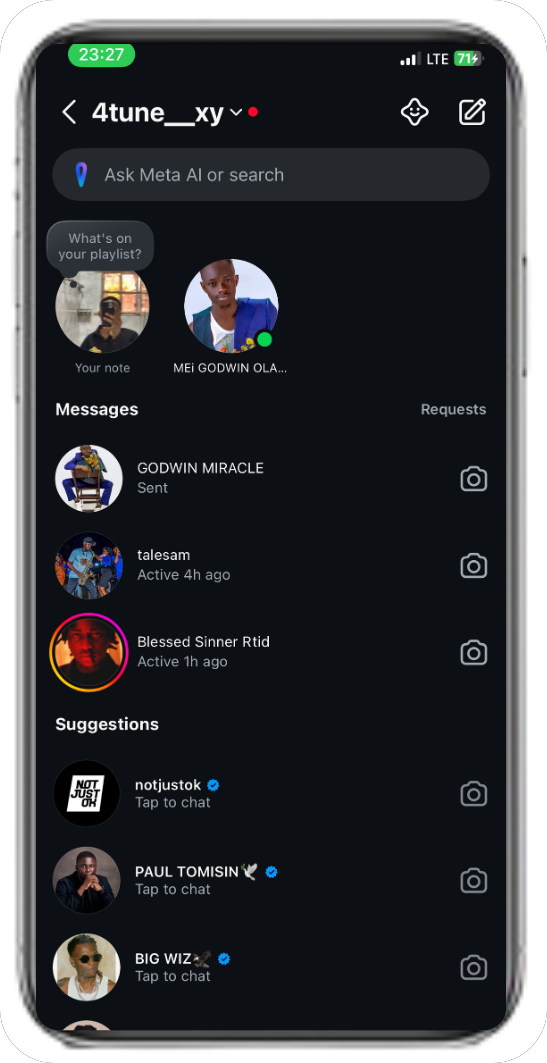 23:27
LTE
71
4tune__xy
Ask Meta AI or search
What's on
your playlist?
Your note
MEi GODWIN OLA...
Messages
Requests
GODWIN MIRACLE
Sent
talesam
Active 4h ago
Blessed Sinner Rtid
Active 1h ago
Suggestions
NOT
JUST
OK
notjustok
Tap to chat
PAUL TOMISIN🕊️
Tap to chat
BIG WIZ🦅
Tap to chat